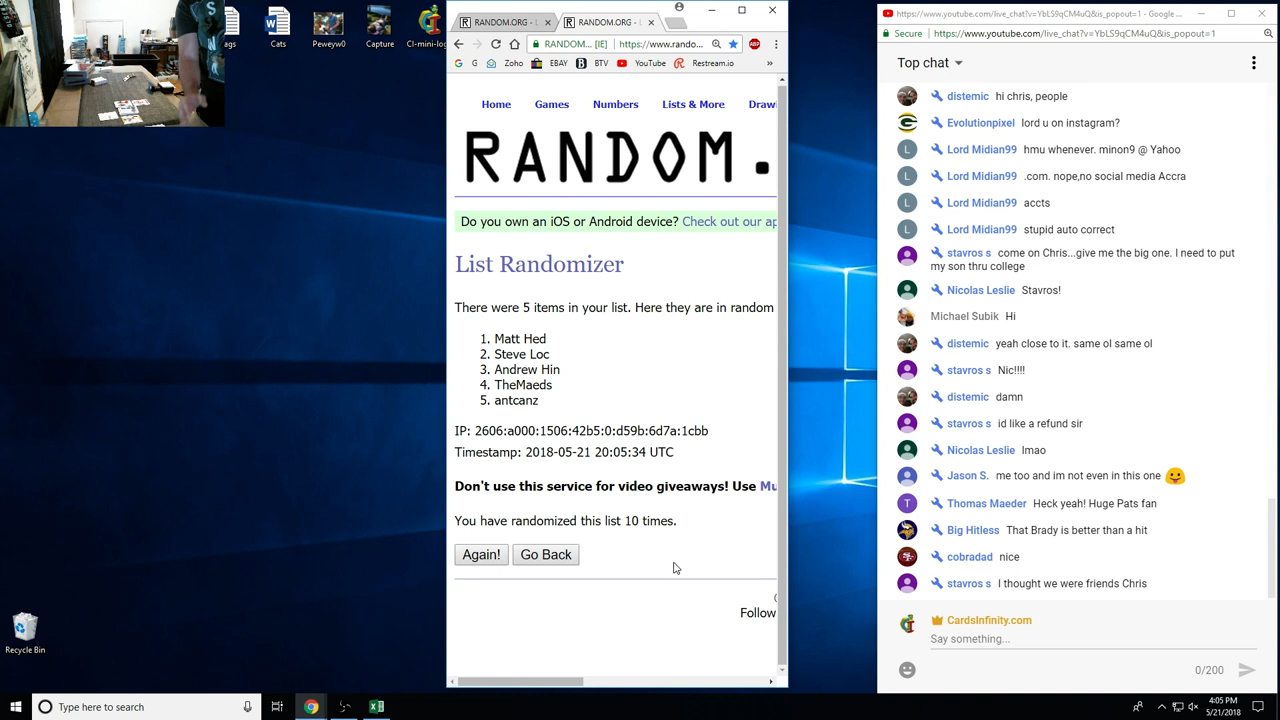 ags
Cats
Peweyw0
Capture
CI-mini-log
Recycle Bin
RANDOM.ORG - L
RANDOM.ORG - L
RANDOM... [IE]
https://www.rando...
ABP
G
Zoho
EBAY
BTV
YouTube
Restream.io
»
Home
Games
Numbers
Lists & More
Drawi
RANDOM.
Do you own an iOS or Android device? Check out our ap
List Randomizer
There were 5 items in your list. Here they are in random
1. Matt Hed
2. Steve Loc
3. Andrew Hin
4. TheMaeds
5. antcanz
IP: 2606:a000:1506:42b5:0:d59b:6d7a:1cbb
Timestamp: 2018-05-21 20:05:34 UTC
Don't use this service for video giveaways! Use Mu
You have randomized this list 10 times.
Again!
Go Back
Follow
https://www.youtube.com/live_chat?v=YbLS9qCM4uQ&is_popout=1 - Google ...
Secure
https://www.youtube.com/live_chat?v=YbLS9qCM4uQ&is_popout=1
Top chat
distemic hi chris, people
Evolutionpixel lord u on instagram?
L Lord Midian99 hmu whenever. minon9 @ Yahoo
L Lord Midian99 .com. nope,no social media Accra
L Lord Midian99 accts
L Lord Midian99 stupid auto correct
stavros s come on Chris...give me the big one. I need to put
my son thru college
Nicolas Leslie Stavros!
Michael Subik Hi
distemic yeah close to it. same ol same ol
stavros s Nic!!!!
distemic damn
stavros s id like a refund sir
Nicolas Leslie lmao
Jason S. me too and im not even in this one
T Thomas Maeder Heck yeah! Huge Pats fan
Big Hitless That Brady is better than a hit
cobradad nice
stavros s I thought we were friends Chris
CardsInfinity.com
Say something...
0/200
Type here to search
4:05 PM
5/21/2018